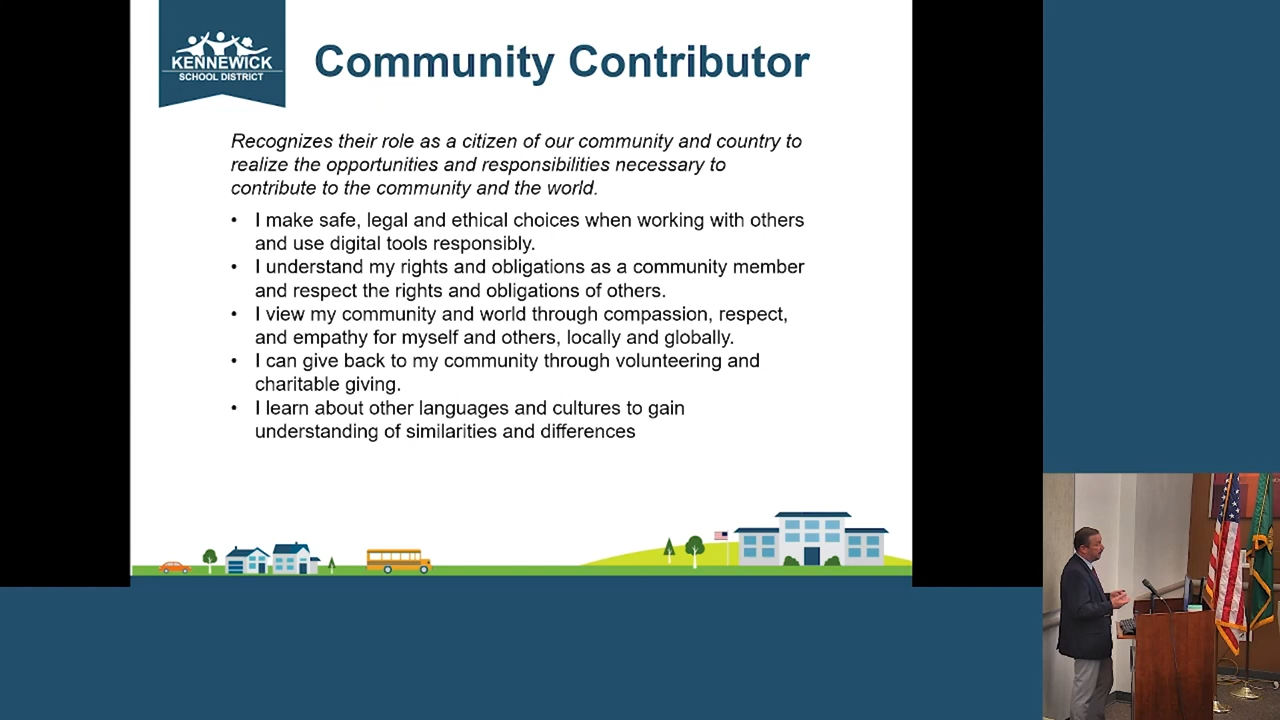 KENNEWICK
SCHOOL DISTRICT
Community Contributor
Recognizes their role as a citizen of our community and country to
realize the opportunities and responsibilities necessary to
contribute to the community and the world.
• I make safe, legal and ethical choices when working with others
and use digital tools responsibly.
• I understand my rights and obligations as a community member
and respect the rights and obligations of others.
• I view my community and world through compassion, respect,
and empathy for myself and others, locally and globally.
• I can give back to my community through volunteering and
charitable giving.
• I learn about other languages and cultures to gain
understanding of similarities and differences